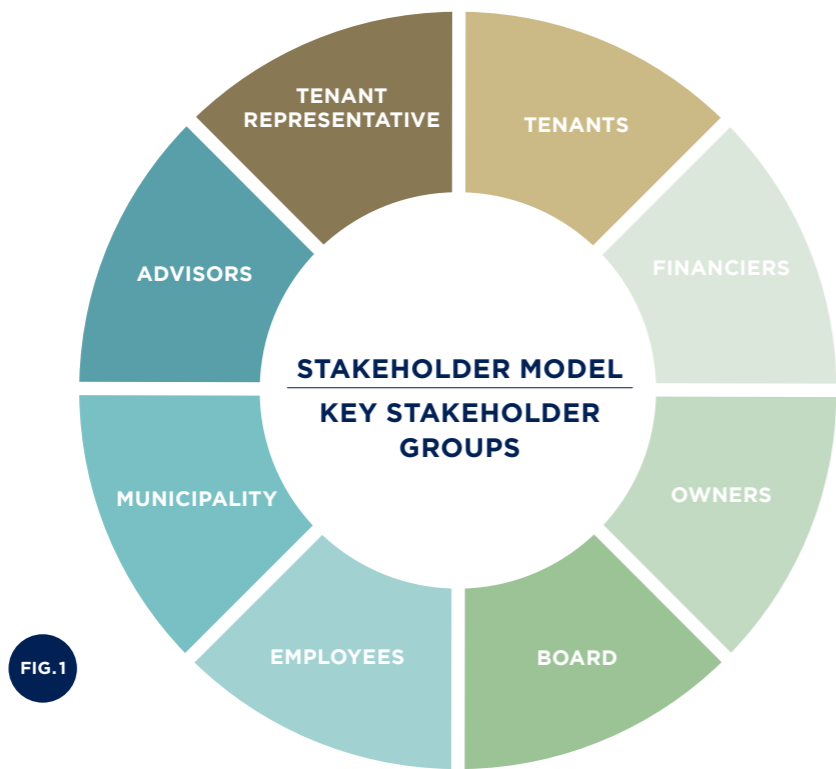 TENANT
REPRESENTATIVE
TENANTS
FINANCIERS
ADVISORS
STAKEHOLDER MODEL
KEY STAKEHOLDER
GROUPS
OWNERS
MUNICIPALITY
EMPLOYEES
BOARD
FIG.1